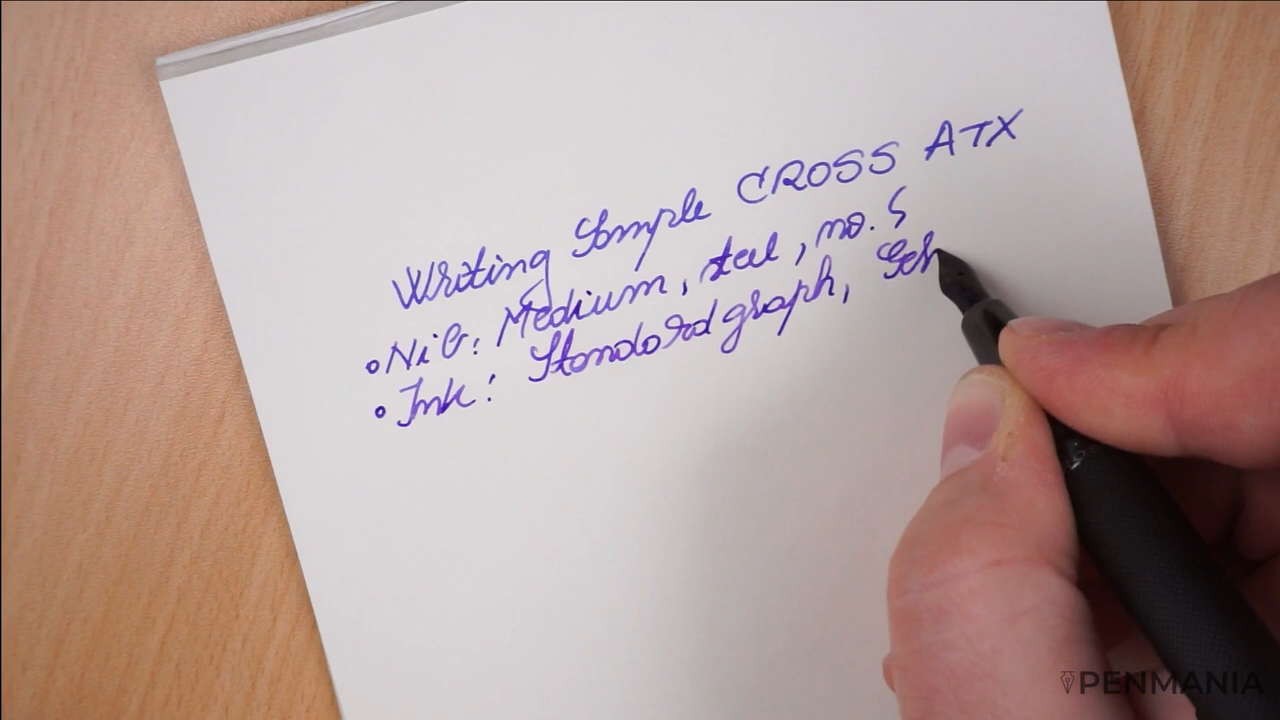 Writing Sample CROSS ATX
• Nib: Medium, steel, no. 5
• Ink: Standardgraph,
PENMANIA